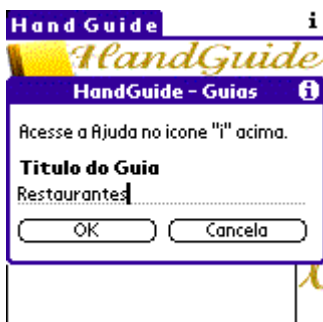 Hand Guide i
HandGuide
HandGuide - Guias i
Acesse a Ajuda no icone "i" acima.
Titulo do Guia
Restaurantes
OK Cancela